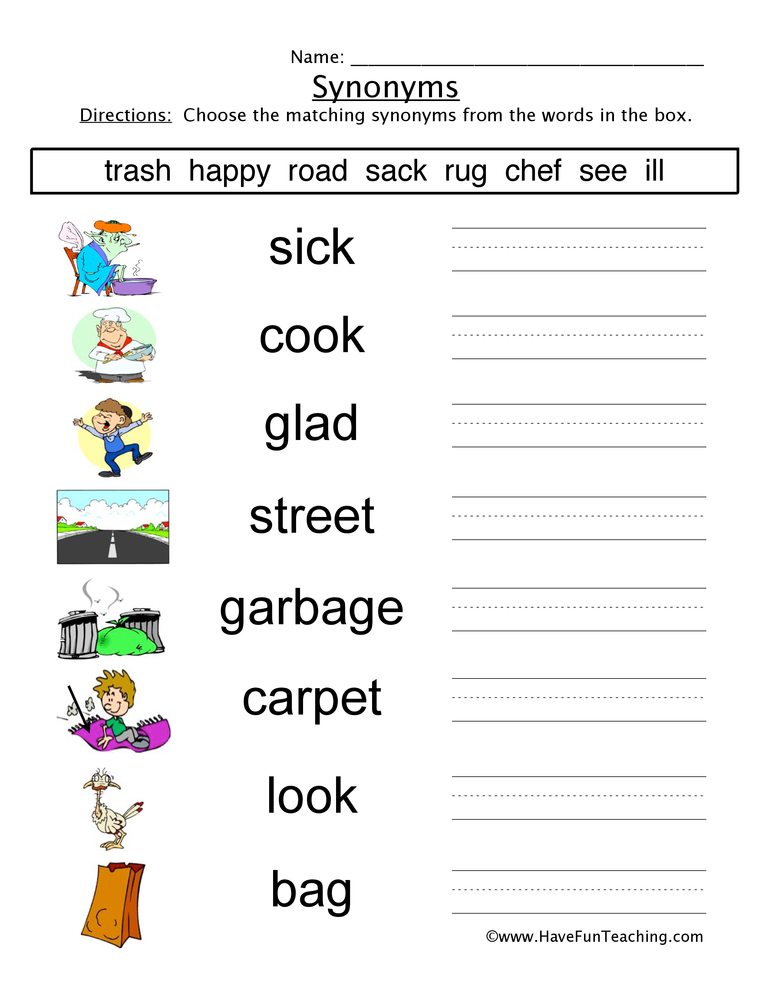 Name: ___________________________________
Synonyms
Directions: Choose the matching synonyms from the words in the box.
trash happy road sack rug chef see ill
sick
cook
glad
street
garbage
carpet
look
bag
©www.HaveFunTeaching.com